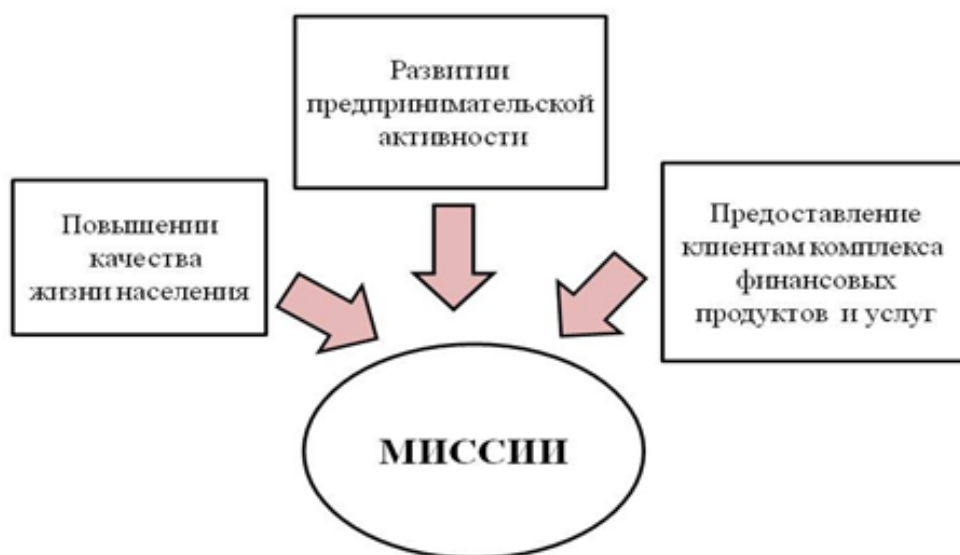 Развитии
предпринимательской
активности
Повышении
качества
жизни населения
Предоставление
клиентам комплекса
финансовых
продуктов и услуг
МИССИИ